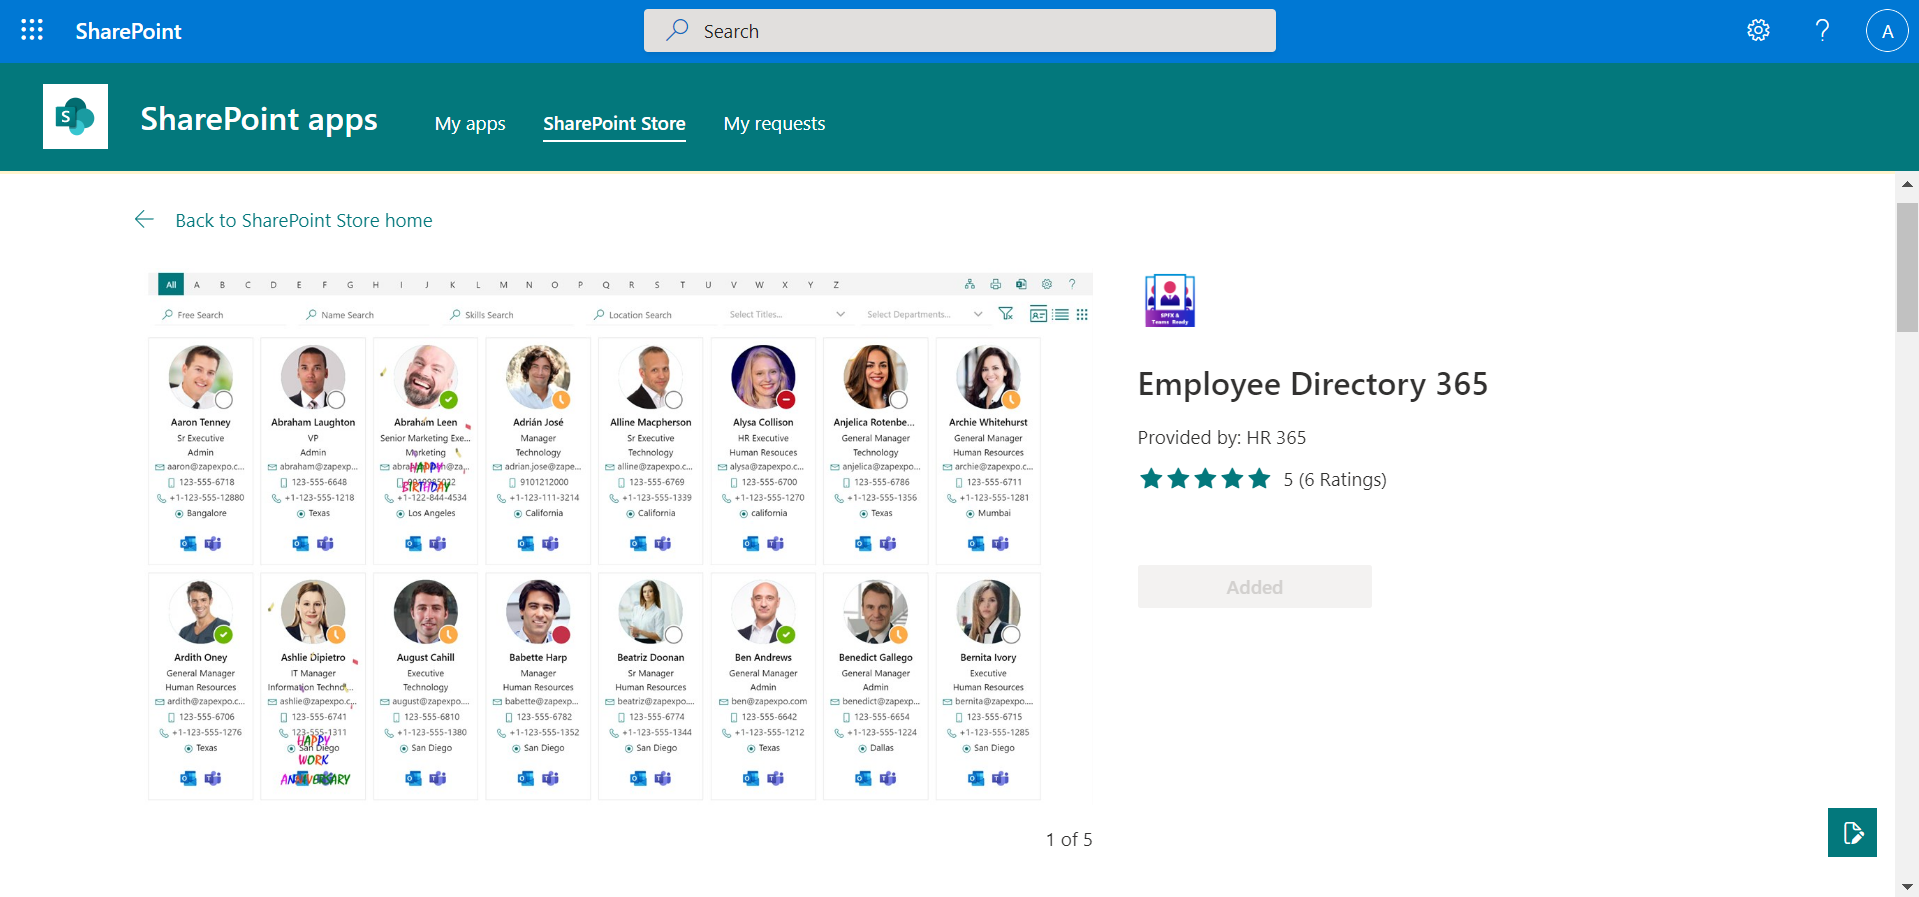 SharePoint
Search
?
A
S
SharePoint apps
My apps
SharePoint Store
My requests
Back to SharePoint Store home
All A B C D E F G H I J K L M N O P Q R S T U V W X Y Z
?
Free Search
Name Search
Skills Search
Location Search
Select Titles...
Select Departments...
Aaron Tenney
Sr Executive
Admin
aaron@zapexpo.c...
123-555-6718
+1-123-555-12880
Bangalore
Abraham Laughton
VP
Admin
abraham@zapexp...
123-555-6648
+1-123-555-1218
Texas
Abraham Leen
Senior Marketing Exe...
Marketing
HAPPY
BIRTHDAY
+1-122-844-4534
Los Angeles
Adrián José
Manager
Technology
adrian.jose@zape...
9101212000
+1-123-111-3214
California
Alline Macpherson
Sr Executive
Technology
alline@zapexpo.c...
123-555-6769
+1-123-555-1339
California
Alysa Collison
HR Executive
Human Resouces
alysa@zapexpo.c...
123-555-6700
+1-123-555-1270
california
Anjelica Rotenbe...
General Manager
Technology
anjelica@zapexpo...
123-555-6786
+1-123-555-1356
Texas
Archie Whitehurst
General Manager
Human Resources
archie@zapexpo.c...
123-555-6711
+1-123-555-1281
Mumbai
Ardith Oney
General Manager
Human Resources
ardith@zapexpo.c...
123-555-6706
+1-123-555-1276
Texas
Ashlie Dipietro
IT Manager
Information Techno...
ashlie@zapexpo.c...
123-555-6741
123-555-1311
San Diego
HAPPY
WORK
ANNIVERSARY
August Cahill
Executive
Technology
august@zapexpo....
123-555-6810
+1-123-555-1380
San Diego
Babette Harp
Manager
Human Resources
babette@zapexp...
123-555-6782
+1-123-555-1352
San Diego
Beatriz Doonan
Sr Manager
Human Resources
beatriz@zapexpo....
123-555-6774
+1-123-555-1344
San Diego
Ben Andrews
General Manager
Admin
ben@zapexpo.com
123-555-6642
+1-123-555-1212
Texas
Benedict Gallego
General Manager
Admin
benedict@zapexp...
123-555-6654
+1-123-555-1224
Dallas
Bernita Ivory
Executive
Human Resources
bernita@zapexpo....
123-555-6715
+1-123-555-1285
San Diego
1 of 5
SPFX &
Teams Ready
Employee Directory 365
Provided by: HR 365
5 (6 Ratings)
Added